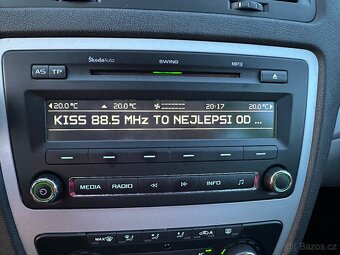 ŠkodaAuto SWING MP3
AS TP
20.0°C 20.0°C 20:17 20.0°C
KISS 88.5 MHz TO NEJLEPSI OD ...
MEDIA RADIO INFO
MAX
bazos.cz